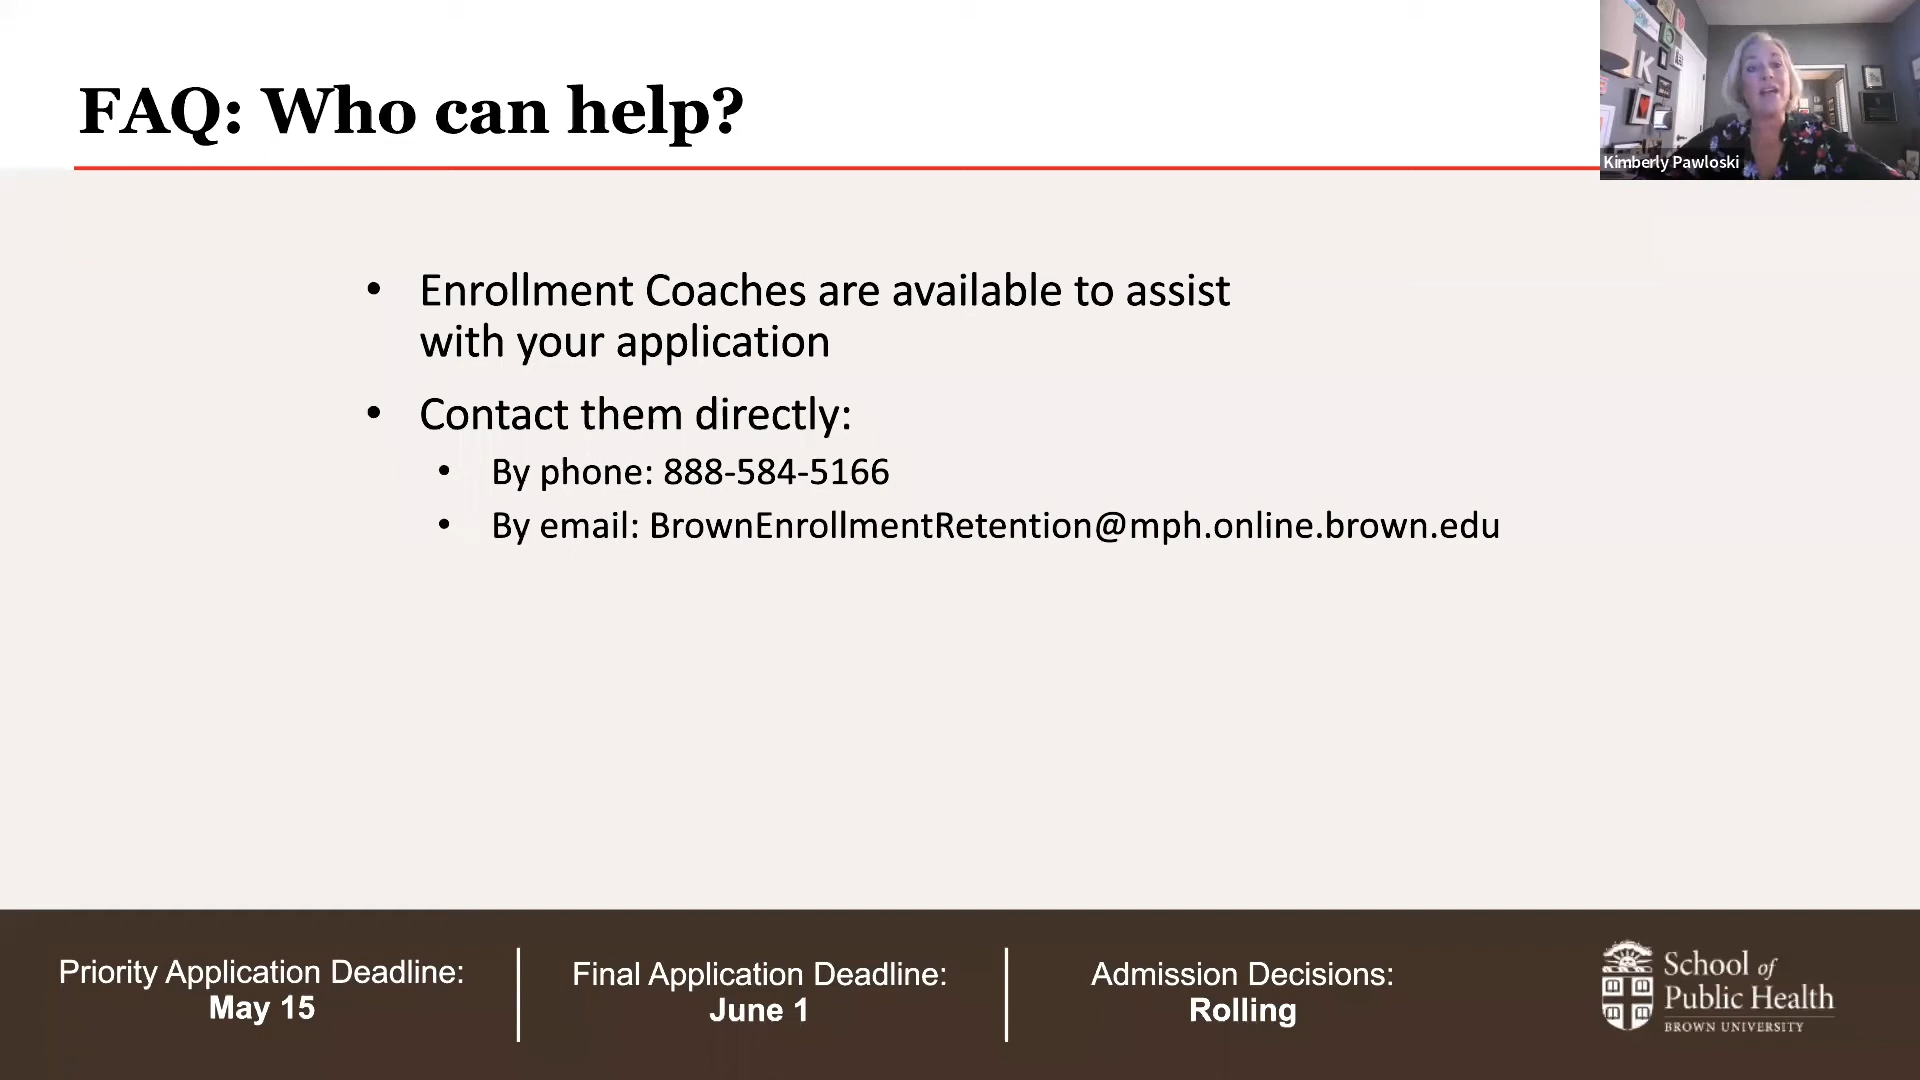 FAQ: Who can help?
Kimberly Pawloski
• Enrollment Coaches are available to assist
with your application
• Contact them directly:
• By phone: 888-584-5166
• By email: BrownEnrollmentRetention@mph.online.brown.edu
Priority Application Deadline:
May 15
Final Application Deadline:
June 1
Admission Decisions:
Rolling
School of
Public Health
BROWN UNIVERSITY